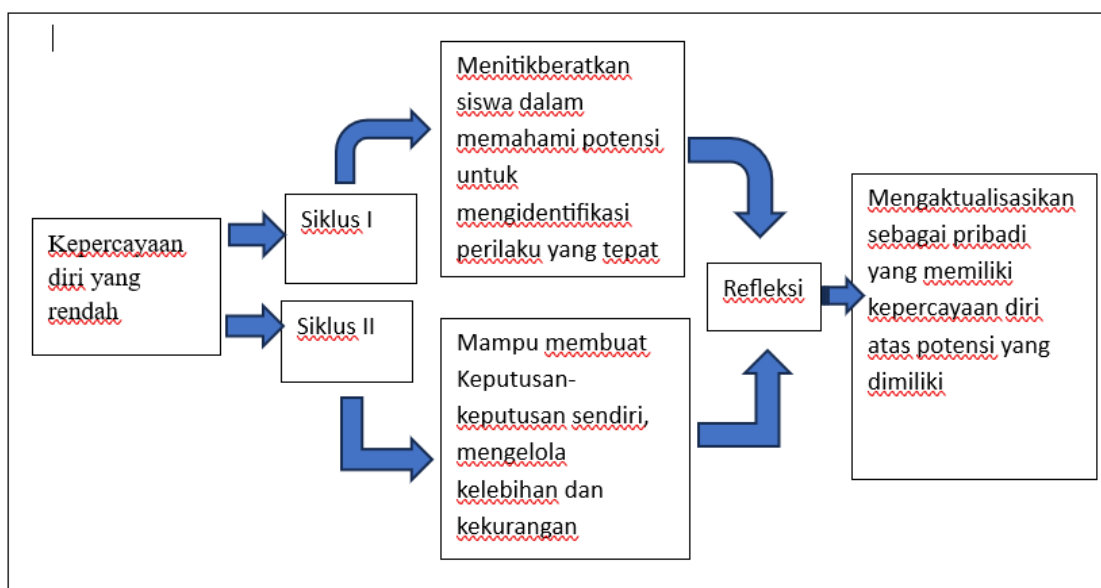 Kepercayaan
diri yang
rendah
Siklus I
Siklus II
Menitikberatkan
siswa dalam
memahami potensi
untuk
mengidentifikasi
perilaku yang tepat
Mampu membuat
Keputusan-
keputusan sendiri,
mengelola
kelebihan dan
kekurangan
Refleksi
Mengaktualisasikan
sebagai pribadi
yang memiliki
kepercayaan diri
atas potensi yang
dimiliki